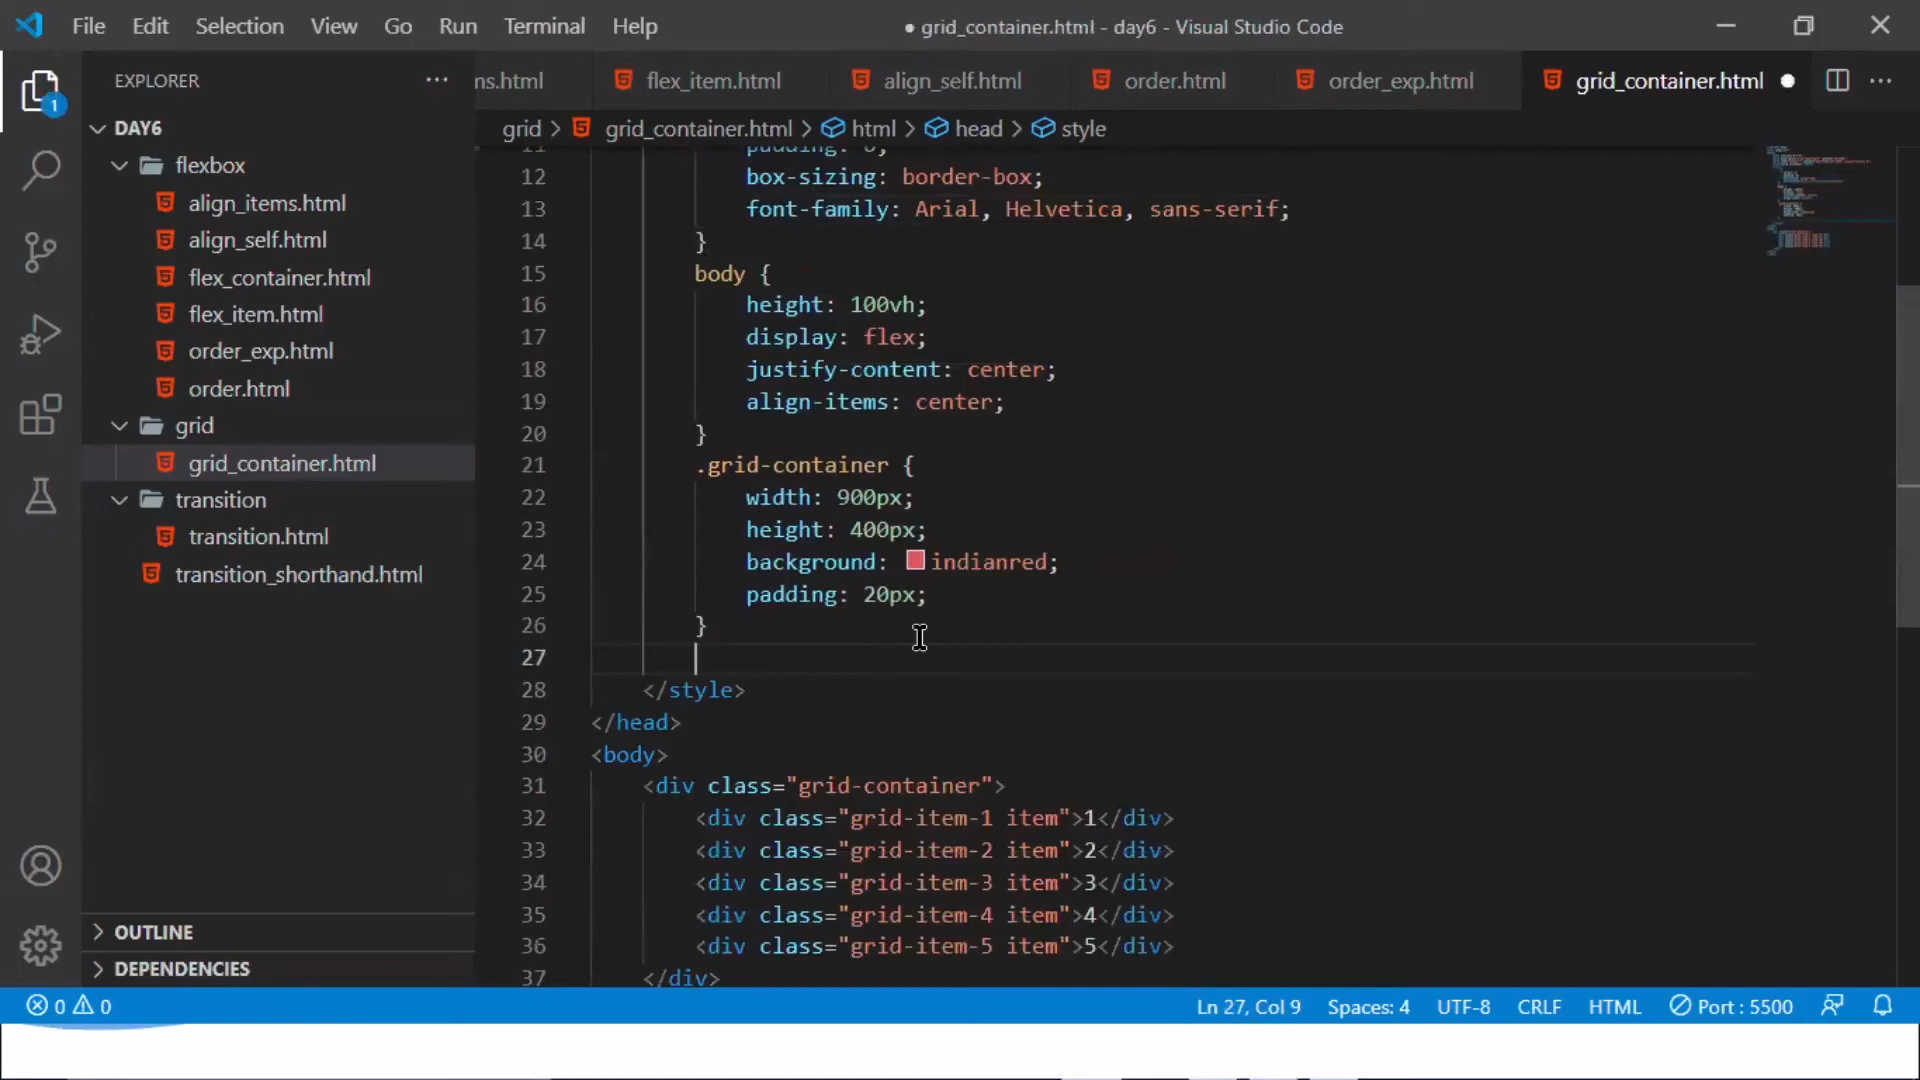 File Edit Selection View Go Run Terminal Help
● grid_container.html - day6 - Visual Studio Code
EXPLORER
ms.html flex_item.html align_self.html order.html order_exp.html grid_container.html
grid > grid_container.html > html > head > style
DAY6
flexbox
align_items.html
align_self.html
flex_container.html
flex_item.html
order_exp.html
order.html
grid
grid_container.html
transition
transition.html
transition_shorthand.html
OUTLINE
DEPENDENCIES
1
11 padding: 0;
12 box-sizing: border-box;
13 font-family: Arial, Helvetica, sans-serif;
14 }
15 body {
16 height: 100vh;
17 display: flex;
18 justify-content: center;
19 align-items: center;
20 }
21 .grid-container {
22 width: 900px;
23 height: 400px;
24 background: indianred;
25 padding: 20px;
26 }
27
28 </style>
29 </head>
30 <body>
31 <div class="grid-container">
32 <div class="grid-item-1 item">1</div>
33 <div class="grid-item-2 item">2</div>
34 <div class="grid-item-3 item">3</div>
35 <div class="grid-item-4 item">4</div>
36 <div class="grid-item-5 item">5</div>
37 </div>
0 0 Ln 27, Col 9 Spaces: 4 UTF-8 CRLF HTML Port : 5500